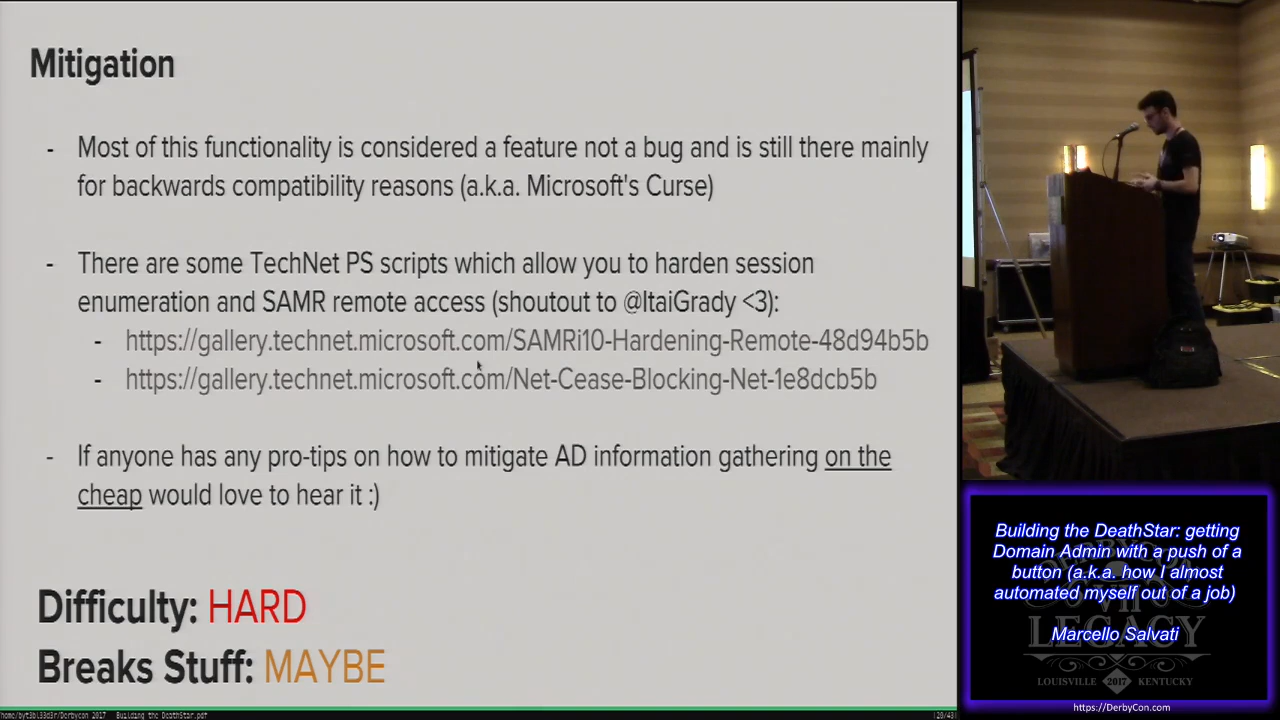 Mitigation
- Most of this functionality is considered a feature not a bug and is still there mainly
for backwards compatibility reasons (a.k.a. Microsoft's Curse)
- There are some TechNet PS scripts which allow you to harden session
enumeration and SAMR remote access (shoutout to @ItaiGrady <3):
- https://gallery.technet.microsoft.com/SAMRi10-Hardening-Remote-48d94b5b
- https://gallery.technet.microsoft.com/Net-Cease-Blocking-Net-1e8dcb5b
- If anyone has any pro-tips on how to mitigate AD information gathering on the
cheap would love to hear it :)
Difficulty: HARD
Breaks Stuff: MAYBE
Building the DeathStar: getting
Domain Admin with a push of a
button (a.k.a. how I almost
automated myself out of a job)
Marcello Salvati
DERBYCON
VII
LEGACY
LOUISVILLE 2017 KENTUCKY
https://DerbyCon.com